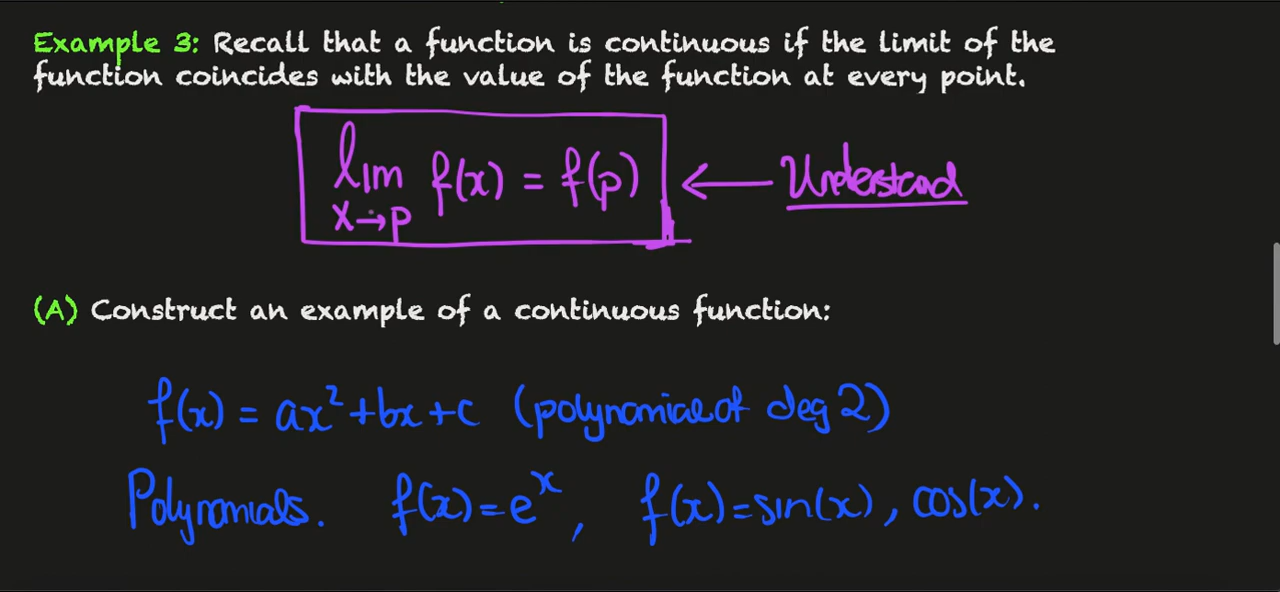 Example 3: Recall that a function is continuous if the limit of the
function coincides with the value of the function at every point.
lim f(x) = f(p) ← Understand
x→p
(A) Construct an example of a continuous function:
f(x) = ax²+bx+c (polynomial of deg 2)
Polynomials. f(x)=e^x, f(x)=sin(x), cos(x).